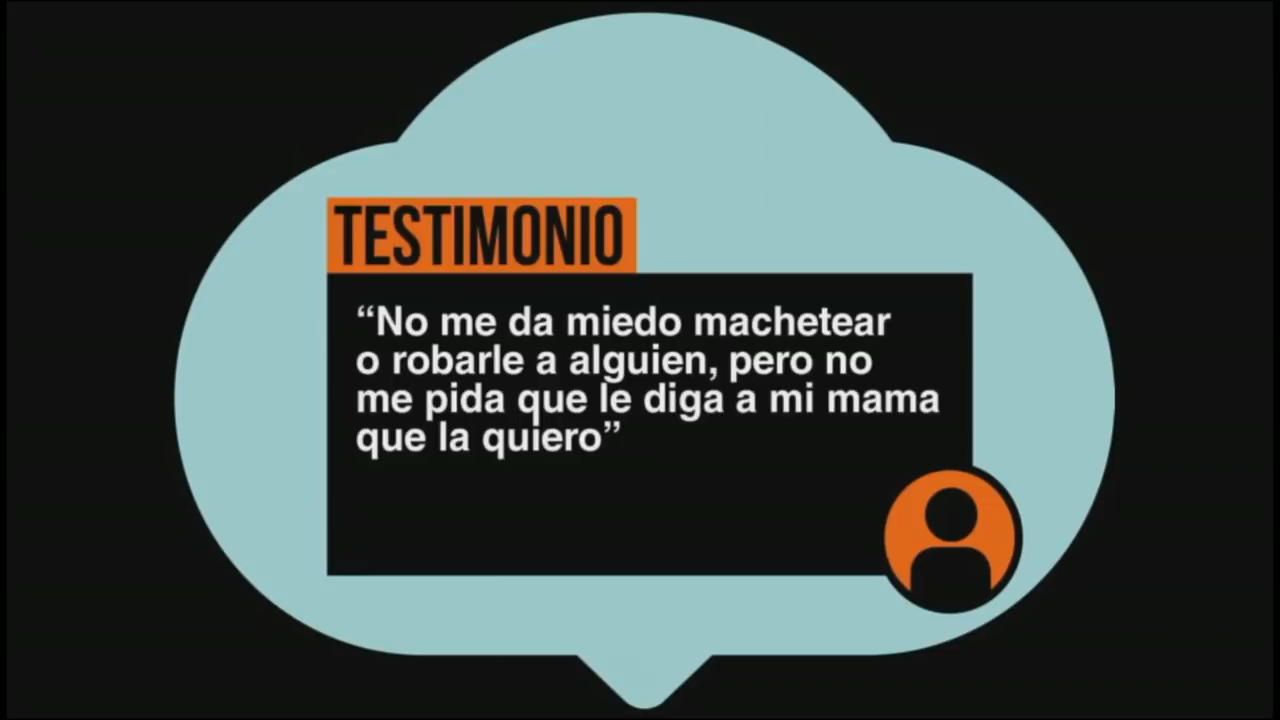 TESTIMONIO
“No me da miedo machetear
o robarle a alguien, pero no
me pida que le diga a mi mama
que la quiero”